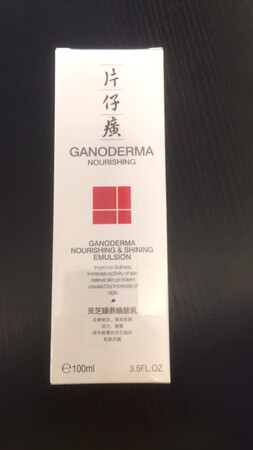 片仔癀
GANODERMA
NOURISHING
GANODERMA
NOURISHING & SHINING
EMULSION
Improve dullness,
increase activity of skin,
relieve skin problem
caused by increase of
age.
灵芝臻养焕肤乳
e100ml
3.5FL.OZ